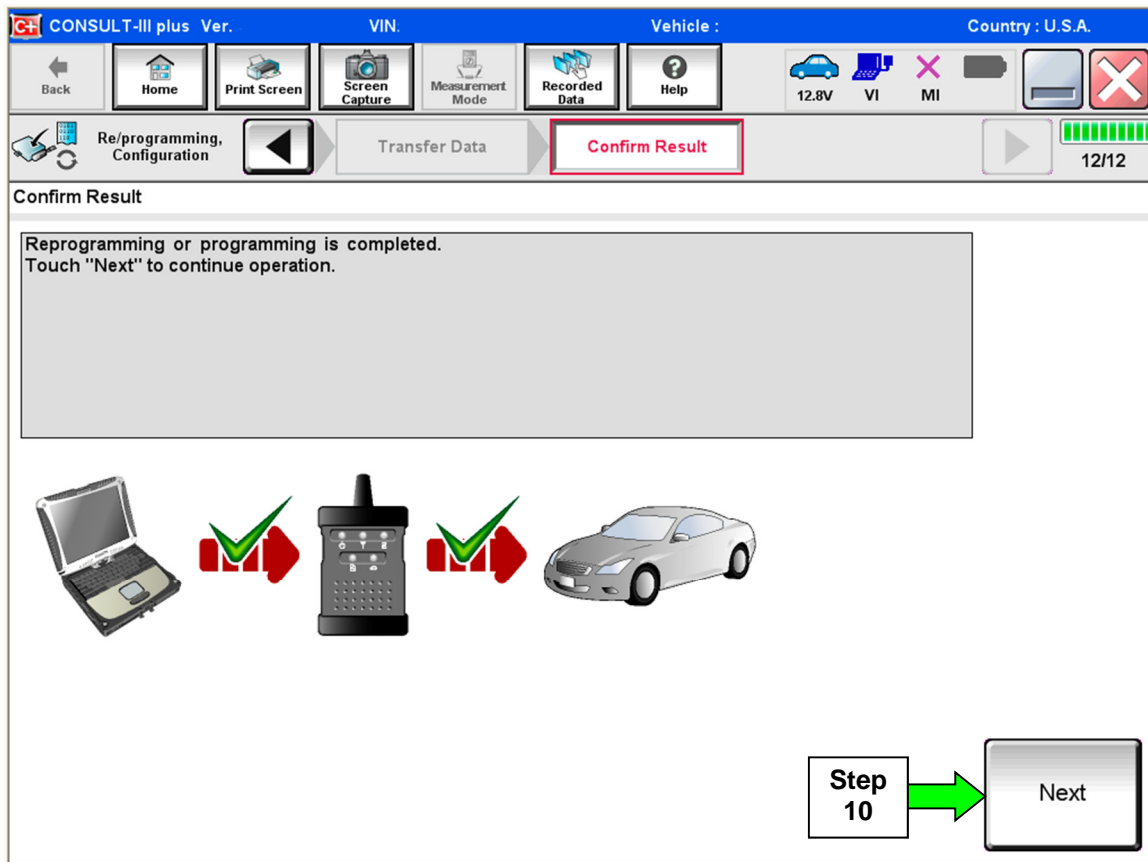 C+ CONSULT-III plus Ver. VIN: Vehicle : Country : U.S.A.
Back
Home
Print Screen
Screen
Capture
Measurement
Mode
Recorded
Data
Help
12.8V
VI
MI
Re/programming,
Configuration
Transfer Data
Confirm Result
12/12
Confirm Result
Reprogramming or programming is completed.
Touch "Next" to continue operation.
Step
10
Next